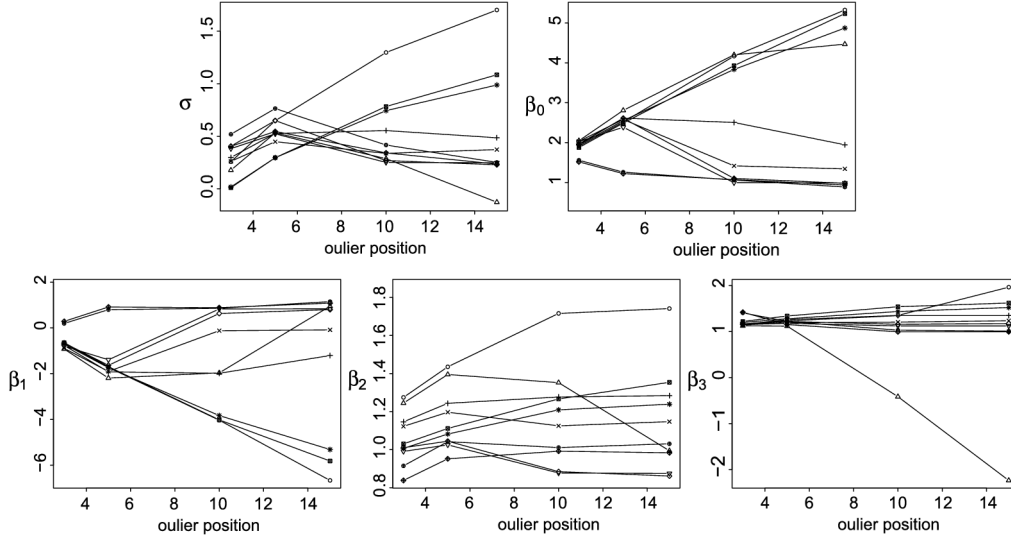 σ
0.0 0.5 1.0 1.5
4 6 8 10 12 14
oulier position
β0
1 2 3 4 5
4 6 8 10 12 14
oulier position
β1
−6 −4 −2 0 2
4 6 8 10 12 14
oulier position
β2
0.8 1.0 1.2 1.4 1.6 1.8
4 6 8 10 12 14
oulier position
β3
−2 −1 0 1 2 3
4 6 8 10 12 14
oulier position